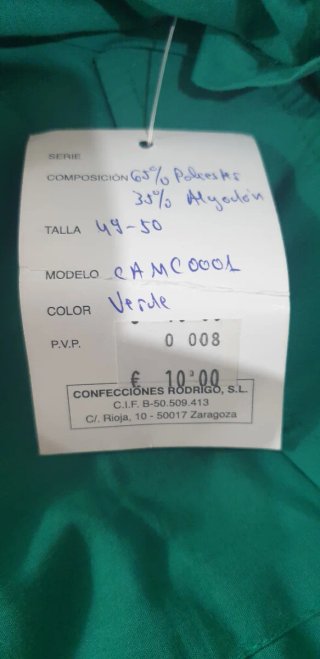 SERIE
COMPOSICIÓN 65% Poliester
35% Algodón
TALLA 49-50
MODELO CAMC0001
COLOR Verde
P.V.P. 0 008
€ 10'00
CONFECCIONES RODRIGO, S.L.
C.I.F. B-50.509.413
C/. Rioja, 10 - 50017 Zaragoza